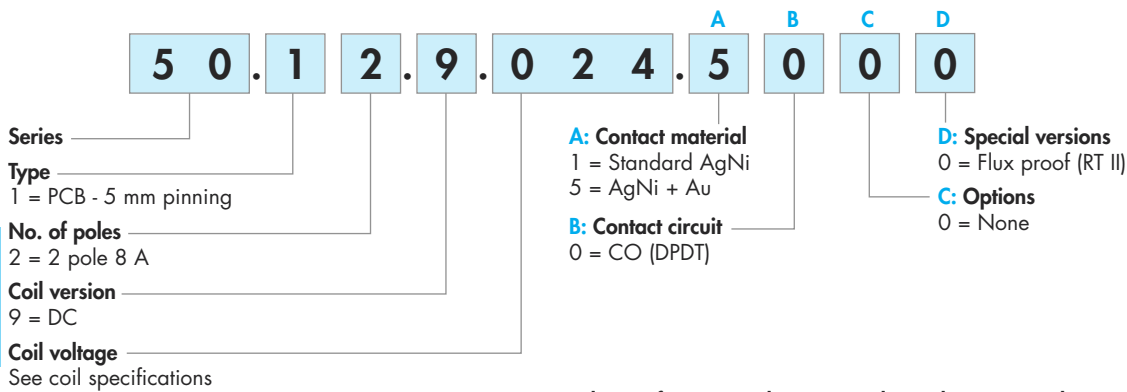 A B C D
5 0 . 1 2 . 9 . 0 2 4 . 5 0 0 0
Series
Type
1 = PCB - 5 mm pinning
No. of poles
2 = 2 pole 8 A
Coil version
9 = DC
Coil voltage
See coil specifications
A: Contact material
1 = Standard AgNi
5 = AgNi + Au
B: Contact circuit
0 = CO (DPDT)
D: Special versions
0 = Flux proof (RT II)
C: Options
0 = None